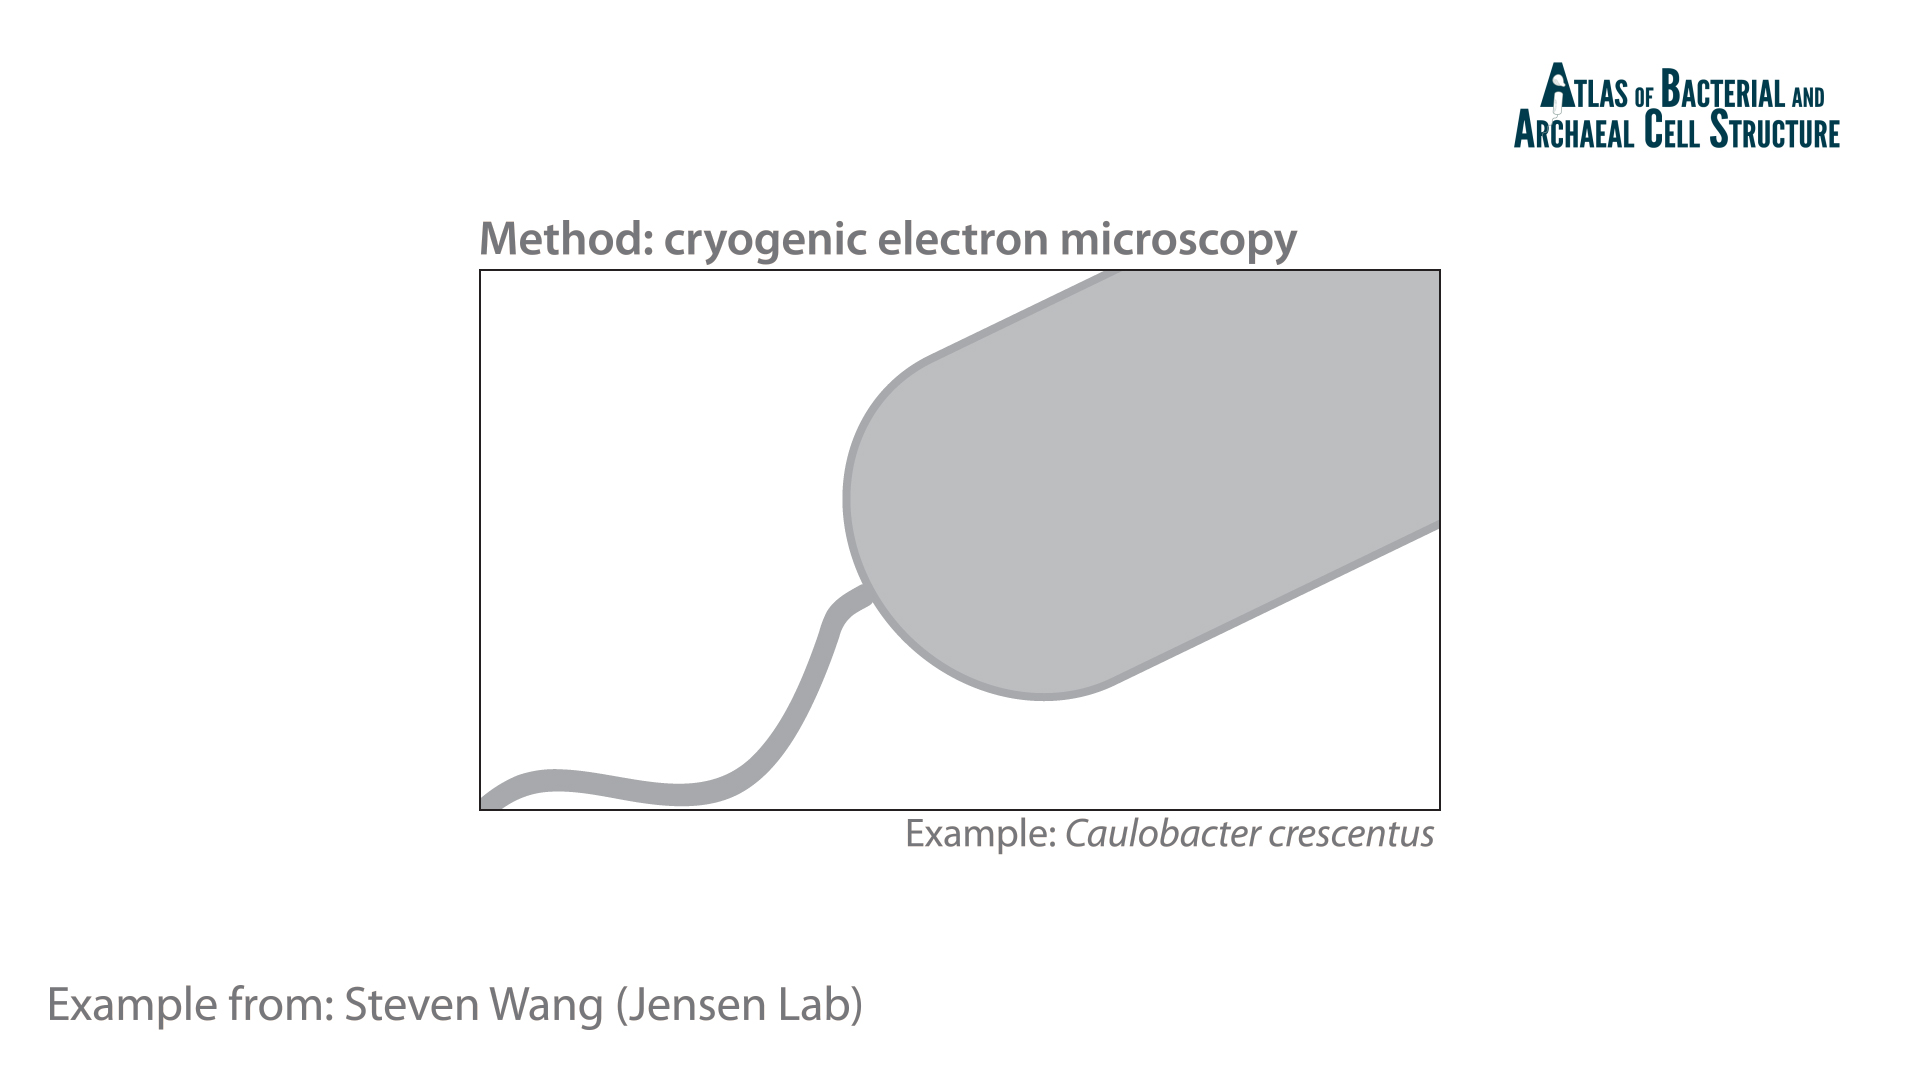 Atlas of Bacterial and
Archaeal Cell Structure
Method: cryogenic electron microscopy
Example: Caulobacter crescentus
Example from: Steven Wang (Jensen Lab)